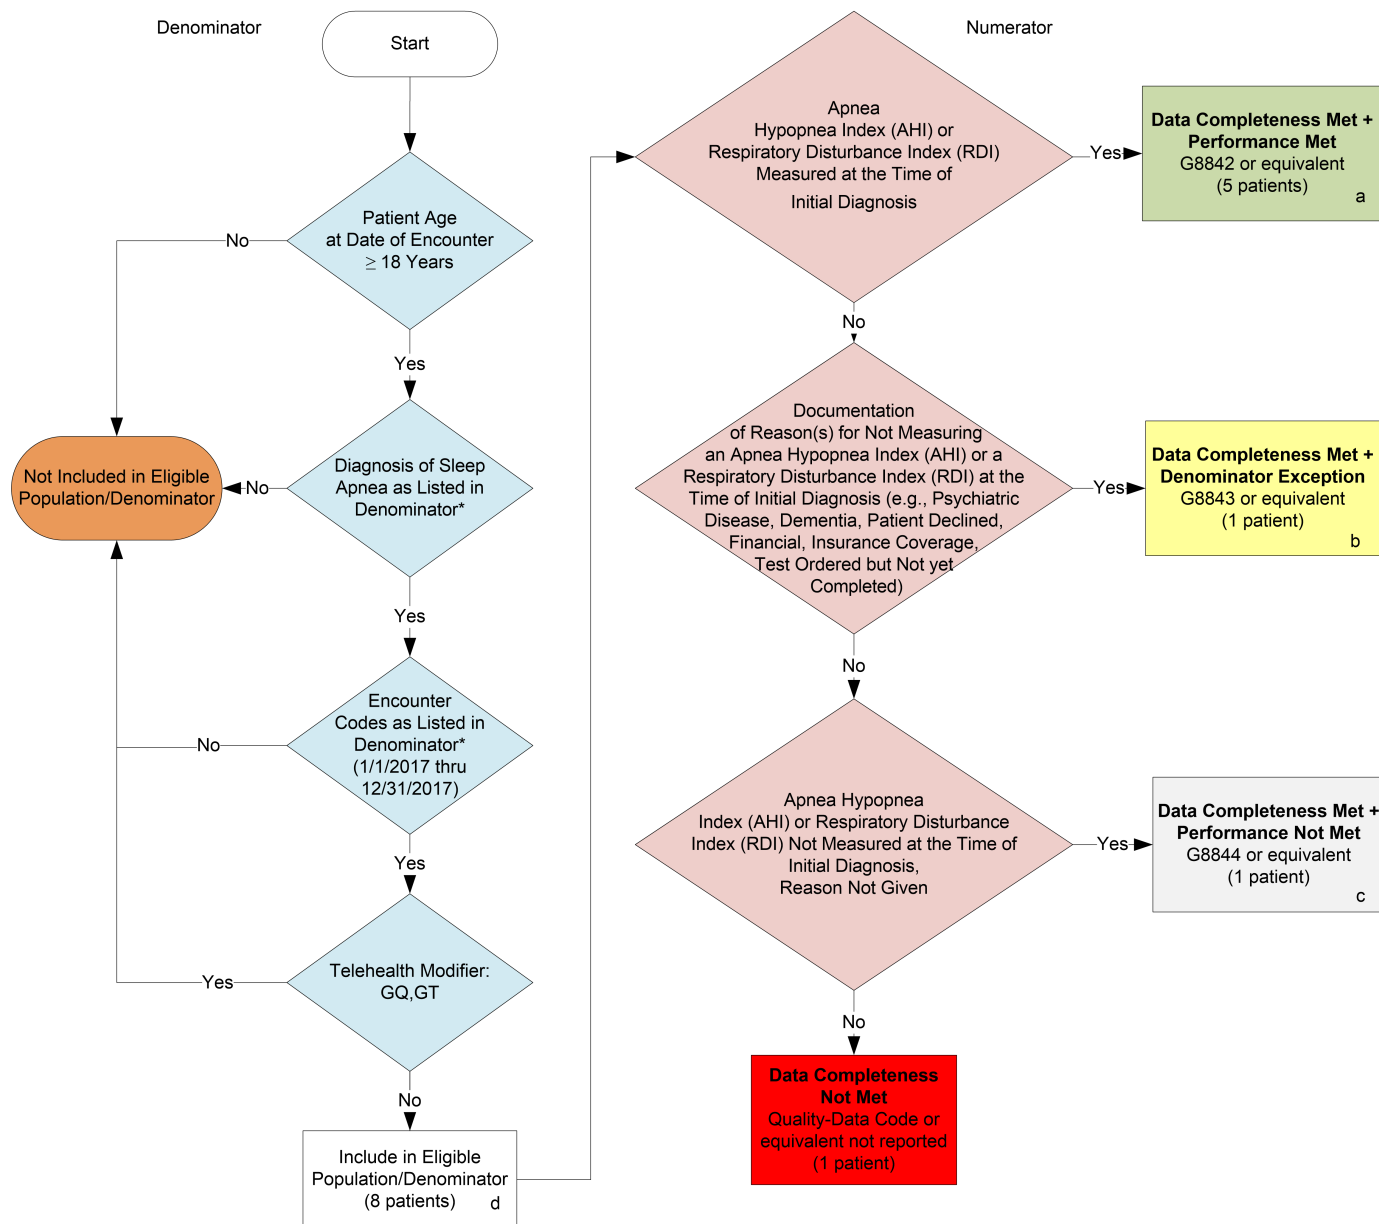 Denominator
Start
Numerator
Patient Age
at Date of Encounter
≥ 18 Years
No
Yes
Diagnosis of Sleep
Apnea as Listed in
Denominator*
No
Not Included in Eligible
Population/Denominator
Yes
Encounter
Codes as Listed in
Denominator*
(1/1/2017 thru
12/31/2017)
No
Yes
Telehealth Modifier:
GQ,GT
Yes
No
Include in Eligible
Population/Denominator
(8 patients)
d
Apnea
Hypopnea Index (AHI) or
Respiratory Disturbance Index (RDI)
Measured at the Time of
Initial Diagnosis
Yes
Data Completeness Met +
Performance Met
G8842 or equivalent
(5 patients)
a
No
Documentation
of Reason(s) for Not Measuring
an Apnea Hypopnea Index (AHI) or a
Respiratory Disturbance Index (RDI) at the
Time of Initial Diagnosis (e.g., Psychiatric
Disease, Dementia, Patient Declined,
Financial, Insurance Coverage,
Test Ordered but Not yet
Completed)
Yes
Data Completeness Met +
Denominator Exception
G8843 or equivalent
(1 patient)
b
No
Apnea Hypopnea
Index (AHI) or Respiratory Disturbance
Index (RDI) Not Measured at the Time of
Initial Diagnosis,
Reason Not Given
Yes
Data Completeness Met +
Performance Not Met
G8844 or equivalent
(1 patient)
c
No
Data Completeness
Not Met
Quality-Data Code or
equivalent not reported
(1 patient)